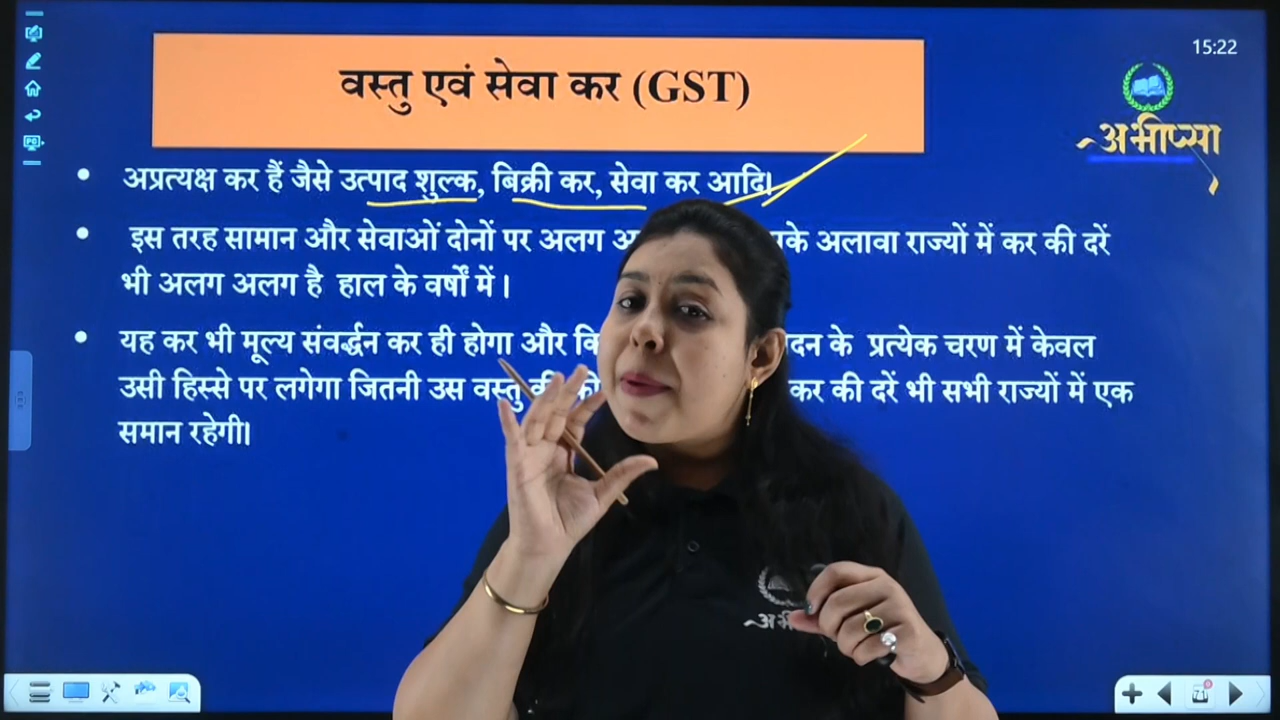 15:22
वस्तु एवं सेवा कर (GST)
अभीप्सा
• अप्रत्यक्ष कर हैं जैसे उत्पाद शुल्क, बिक्री कर, सेवा कर आदि।
• इस तरह सामान और सेवाओं दोनों पर अलग के अलावा राज्यों में कर की दरें
भी अलग अलग है हाल के वर्षों में ।
• यह कर भी मूल्य संवर्द्धन कर ही होगा और के प्रत्येक चरण में केवल
उसी हिस्से पर लगेगा जितनी उस वस्तु कर की दरें भी सभी राज्यों में एक
समान रहेगी।